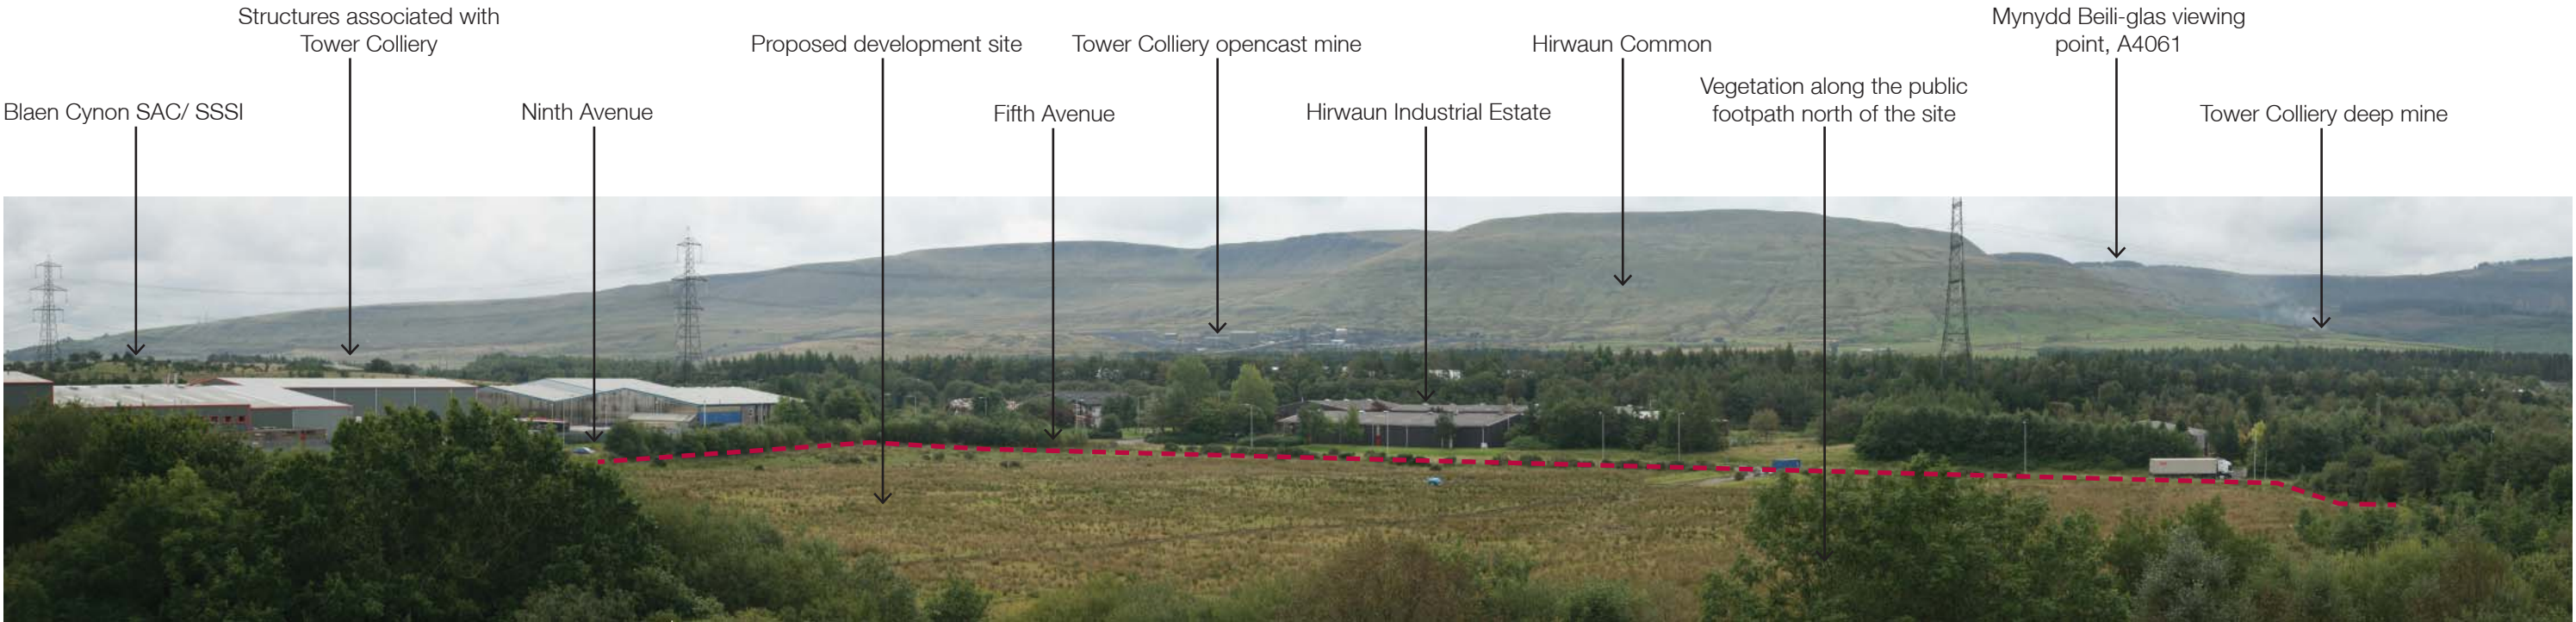 Structures associated with
Tower Colliery
Mynydd Beili-glas viewing
point, A4061
Proposed development site
Tower Colliery opencast mine
Hirwaun Common
Vegetation along the public
footpath north of the site
Blaen Cynon SAC/ SSSI
Ninth Avenue
Fifth Avenue
Hirwaun Industrial Estate
Tower Colliery deep mine